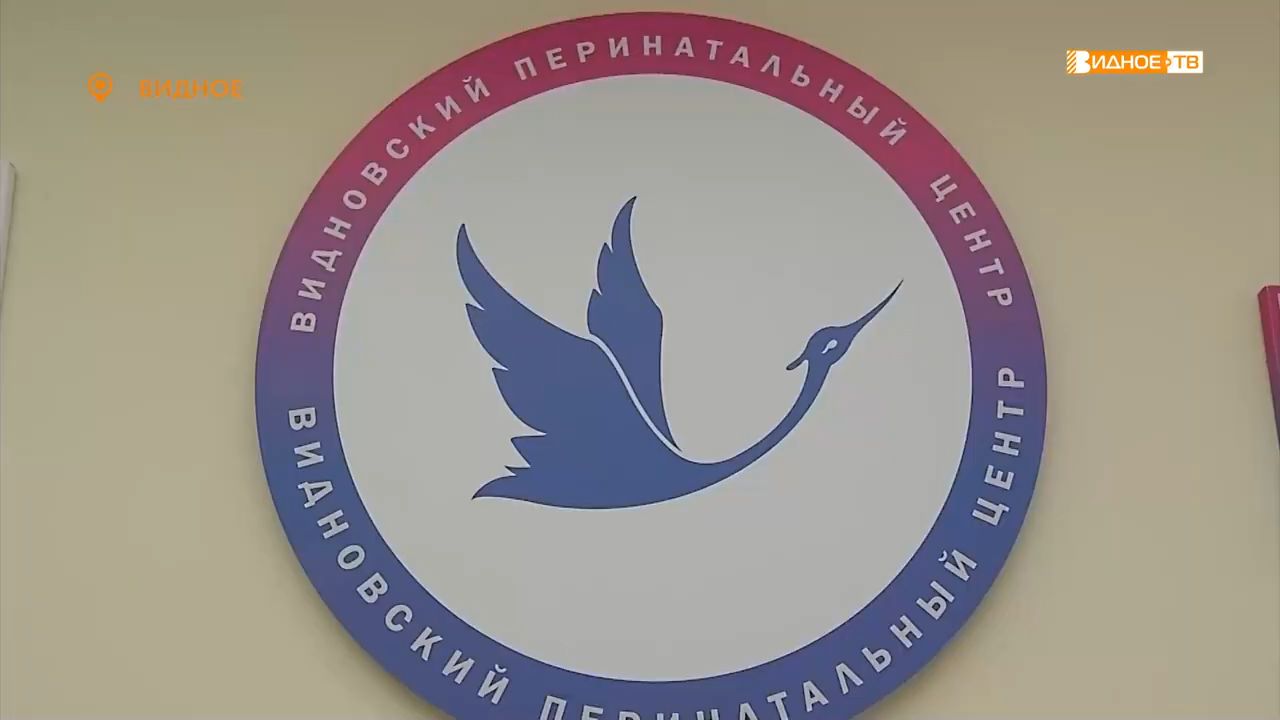 ВИДНОЕ
ВИДНОЕ ТВ
ВИДНОВСКИЙ ПЕРИНАТАЛЬНЫЙ ЦЕНТР
ВИДНОВСКИЙ ПЕРИНАТАЛЬНЫЙ ЦЕНТР